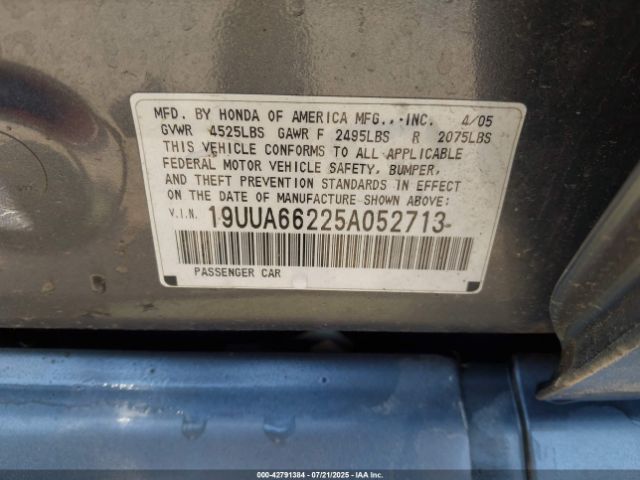 MFD. BY HONDA OF AMERICA MFG., INC. 4/05
GVWR 4525LBS GAWR F 2495LBS R 2075LBS
THIS VEHICLE CONFORMS TO ALL APPLICABLE
FEDERAL MOTOR VEHICLE SAFETY, BUMPER,
AND THEFT PREVENTION STANDARDS IN EFFECT
ON THE DATE OF MANUFACTURE SHOWN ABOVE:
V.I.N. 19UUA66225A052713
PASSENGER CAR
000-42791384 | 07/21/2025 | IAA Inc.